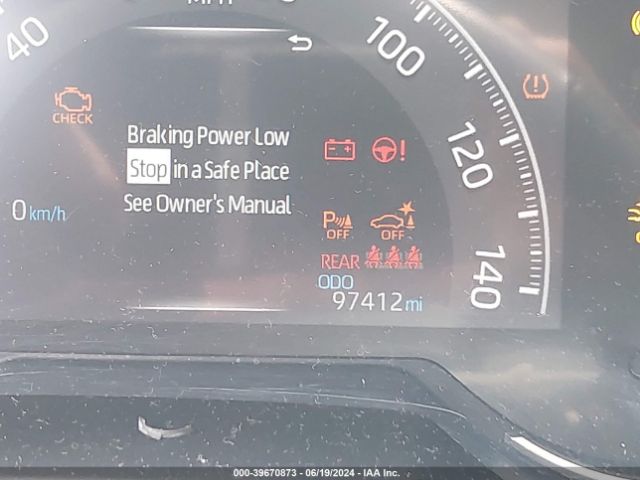 MPH
40
100
120
140
CHECK
Braking Power Low
Stop in a Safe Place
See Owner's Manual
0 km/h
P OFF
OFF
REAR
ODO
97412 mi
000-39670873 - 06/19/2024 - IAA Inc.